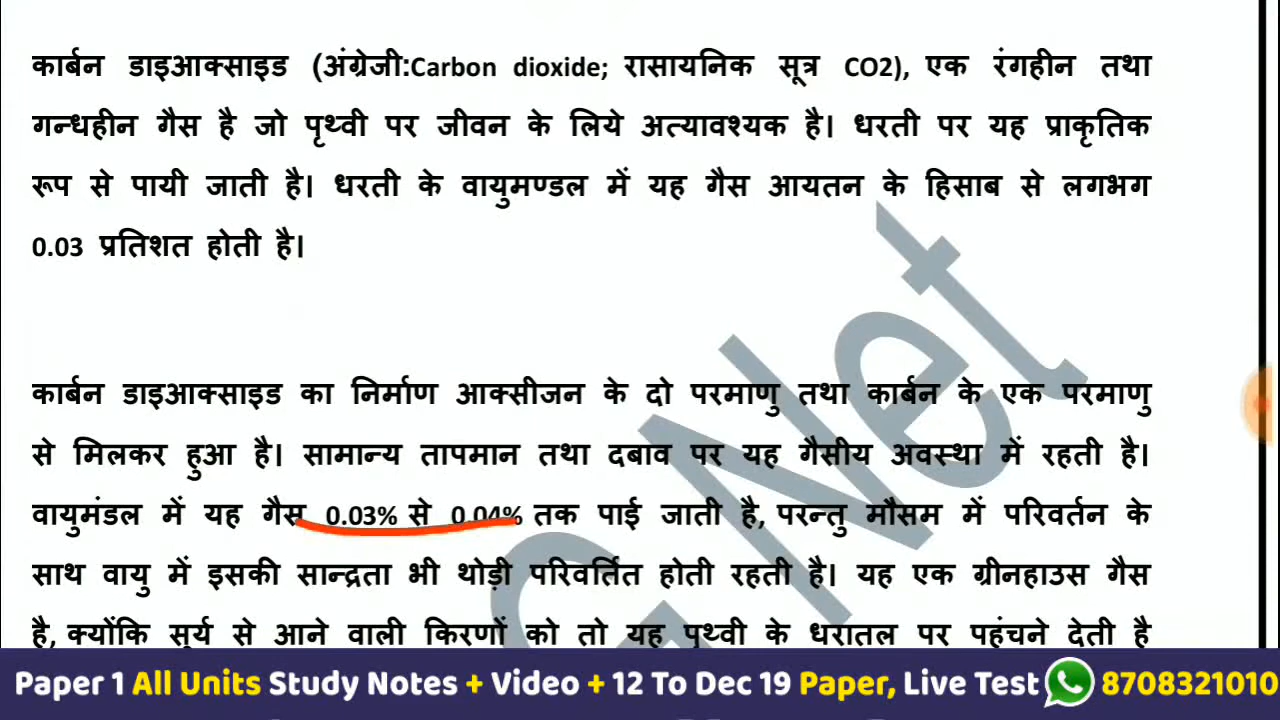 कार्बन डाइआक्साइड (अंग्रेजी:Carbon dioxide; रासायनिक सूत्र CO2), एक रंगहीन तथा
गन्धहीन गैस है जो पृथ्वी पर जीवन के लिये अत्यावश्यक है। धरती पर यह प्राकृतिक
रूप से पायी जाती है। धरती के वायुमण्डल में यह गैस आयतन के हिसाब से लगभग
0.03 प्रतिशत होती है।
कार्बन डाइआक्साइड का निर्माण आक्सीजन के दो परमाणु तथा कार्बन के एक परमाणु
से मिलकर हुआ है। सामान्य तापमान तथा दबाव पर यह गैसीय अवस्था में रहती है।
वायुमंडल में यह गैस 0.03% से 0.04% तक पाई जाती है, परन्तु मौसम में परिवर्तन के
साथ वायु में इसकी सान्द्रता भी थोड़ी परिवर्तित होती रहती है। यह एक ग्रीनहाउस गैस
है, क्योंकि सूर्य से आने वाली किरणों को तो यह पृथ्वी के धरातल पर पहुंचने देती है
G Net
Paper 1 All Units Study Notes + Video + 12 To Dec 19 Paper, Live Test 8708321010